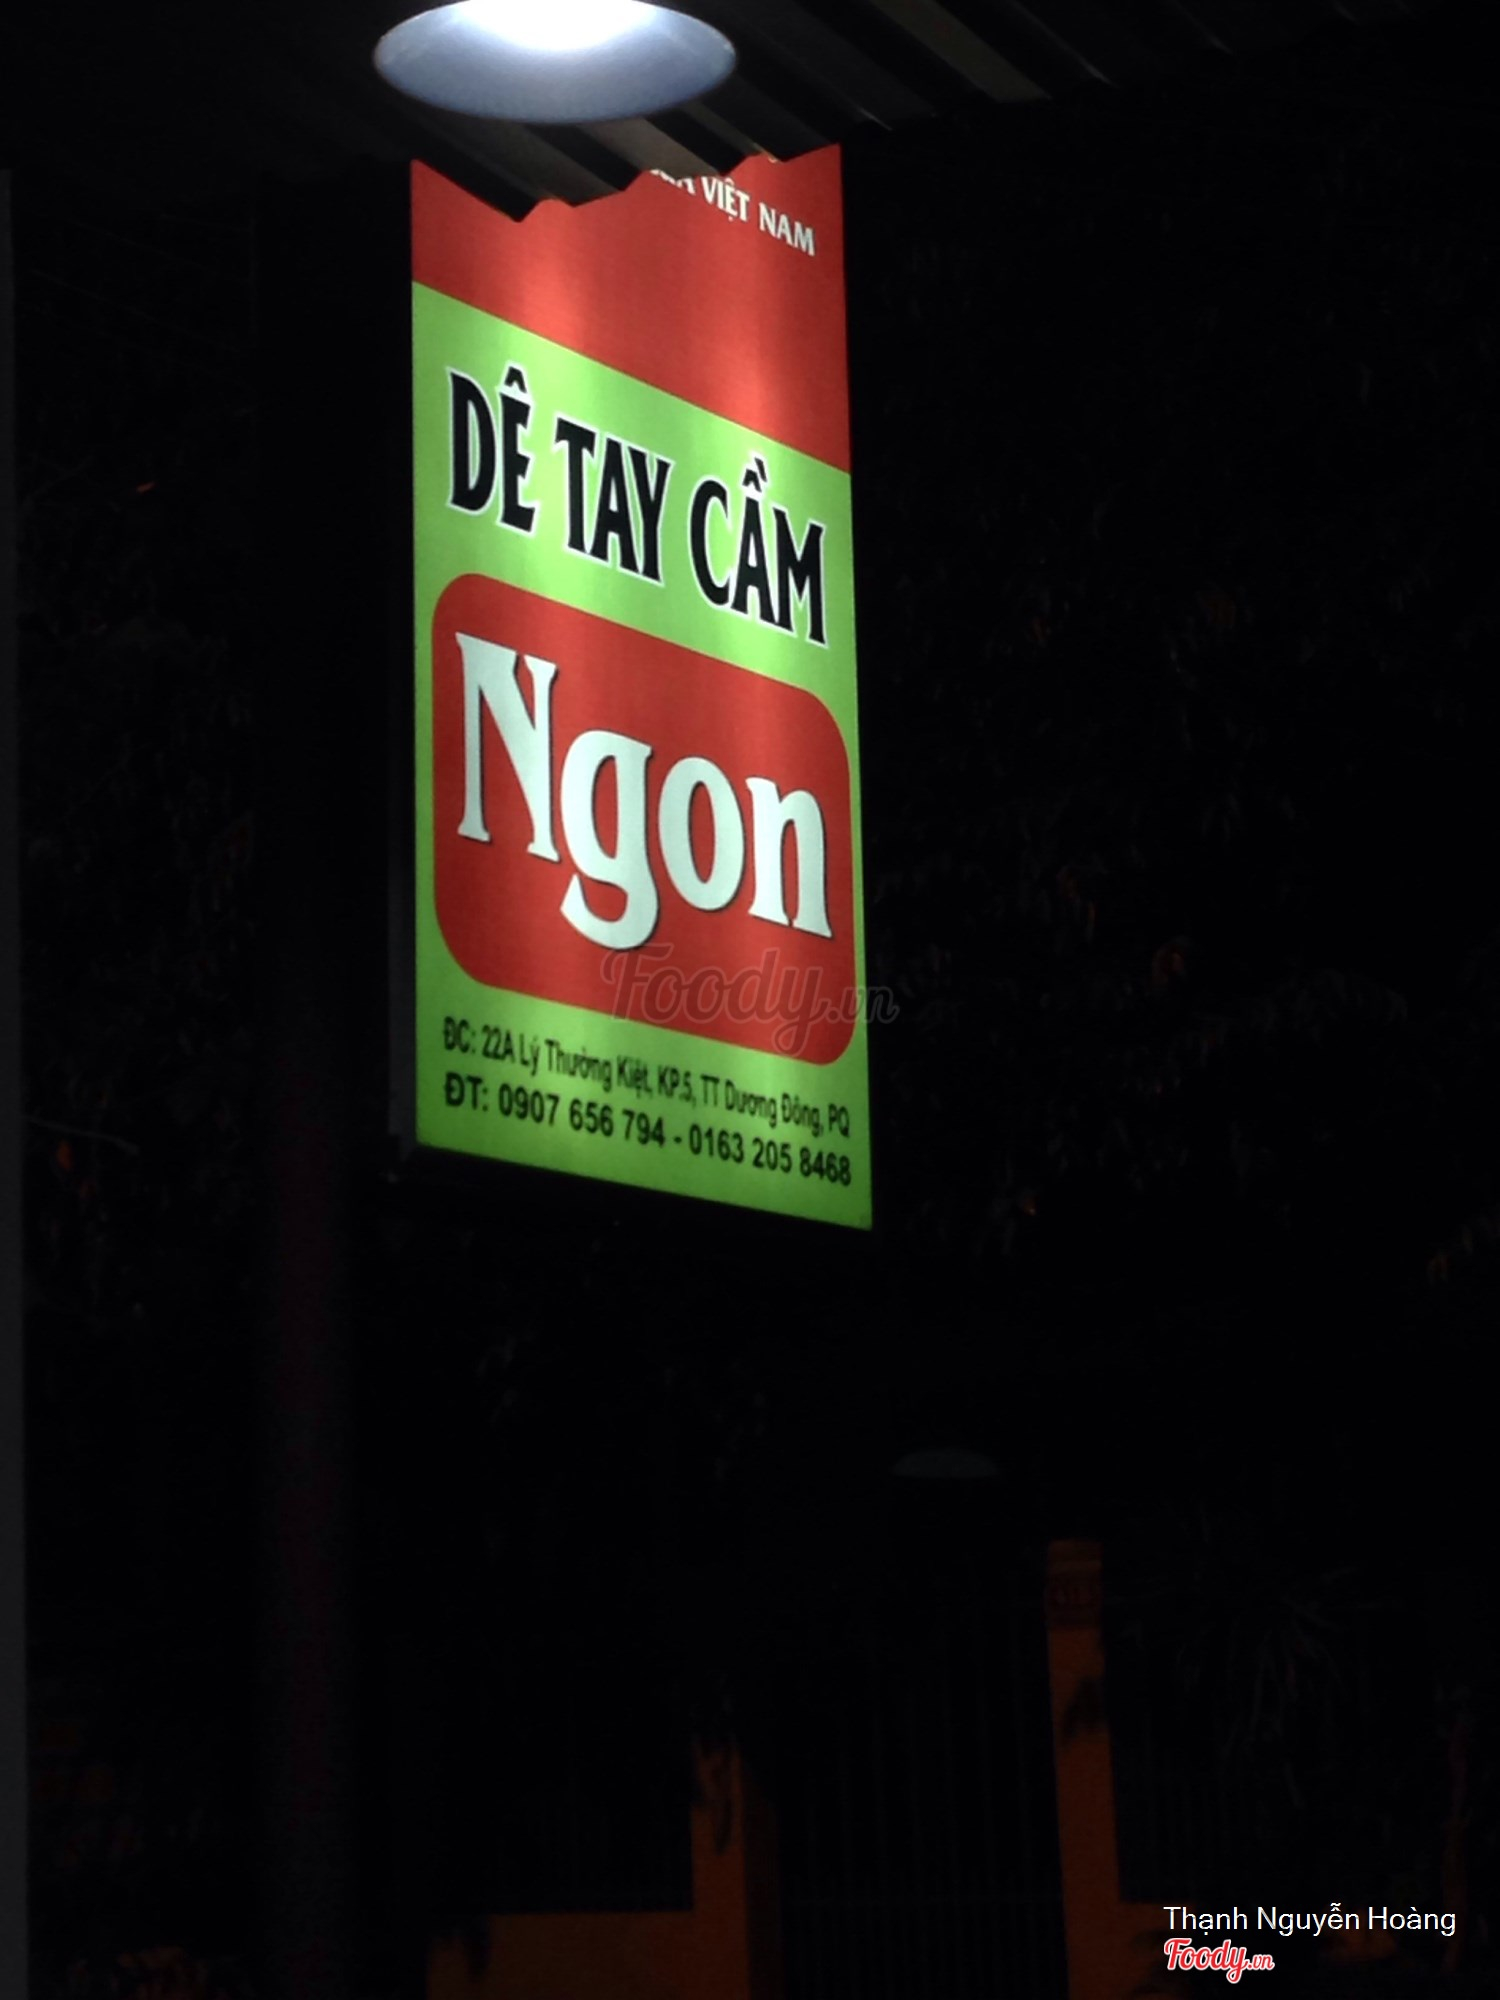 VIỆT NAM
DÊ TAY CẦM
Ngon
Foody.vn
ĐC: 22A Lý Thường Kiệt, KP.5, TT Dương Đông, PQ
ĐT: 0907 656 794 - 0163 205 8468
Thạnh Nguyễn Hoàng
Foody.vn